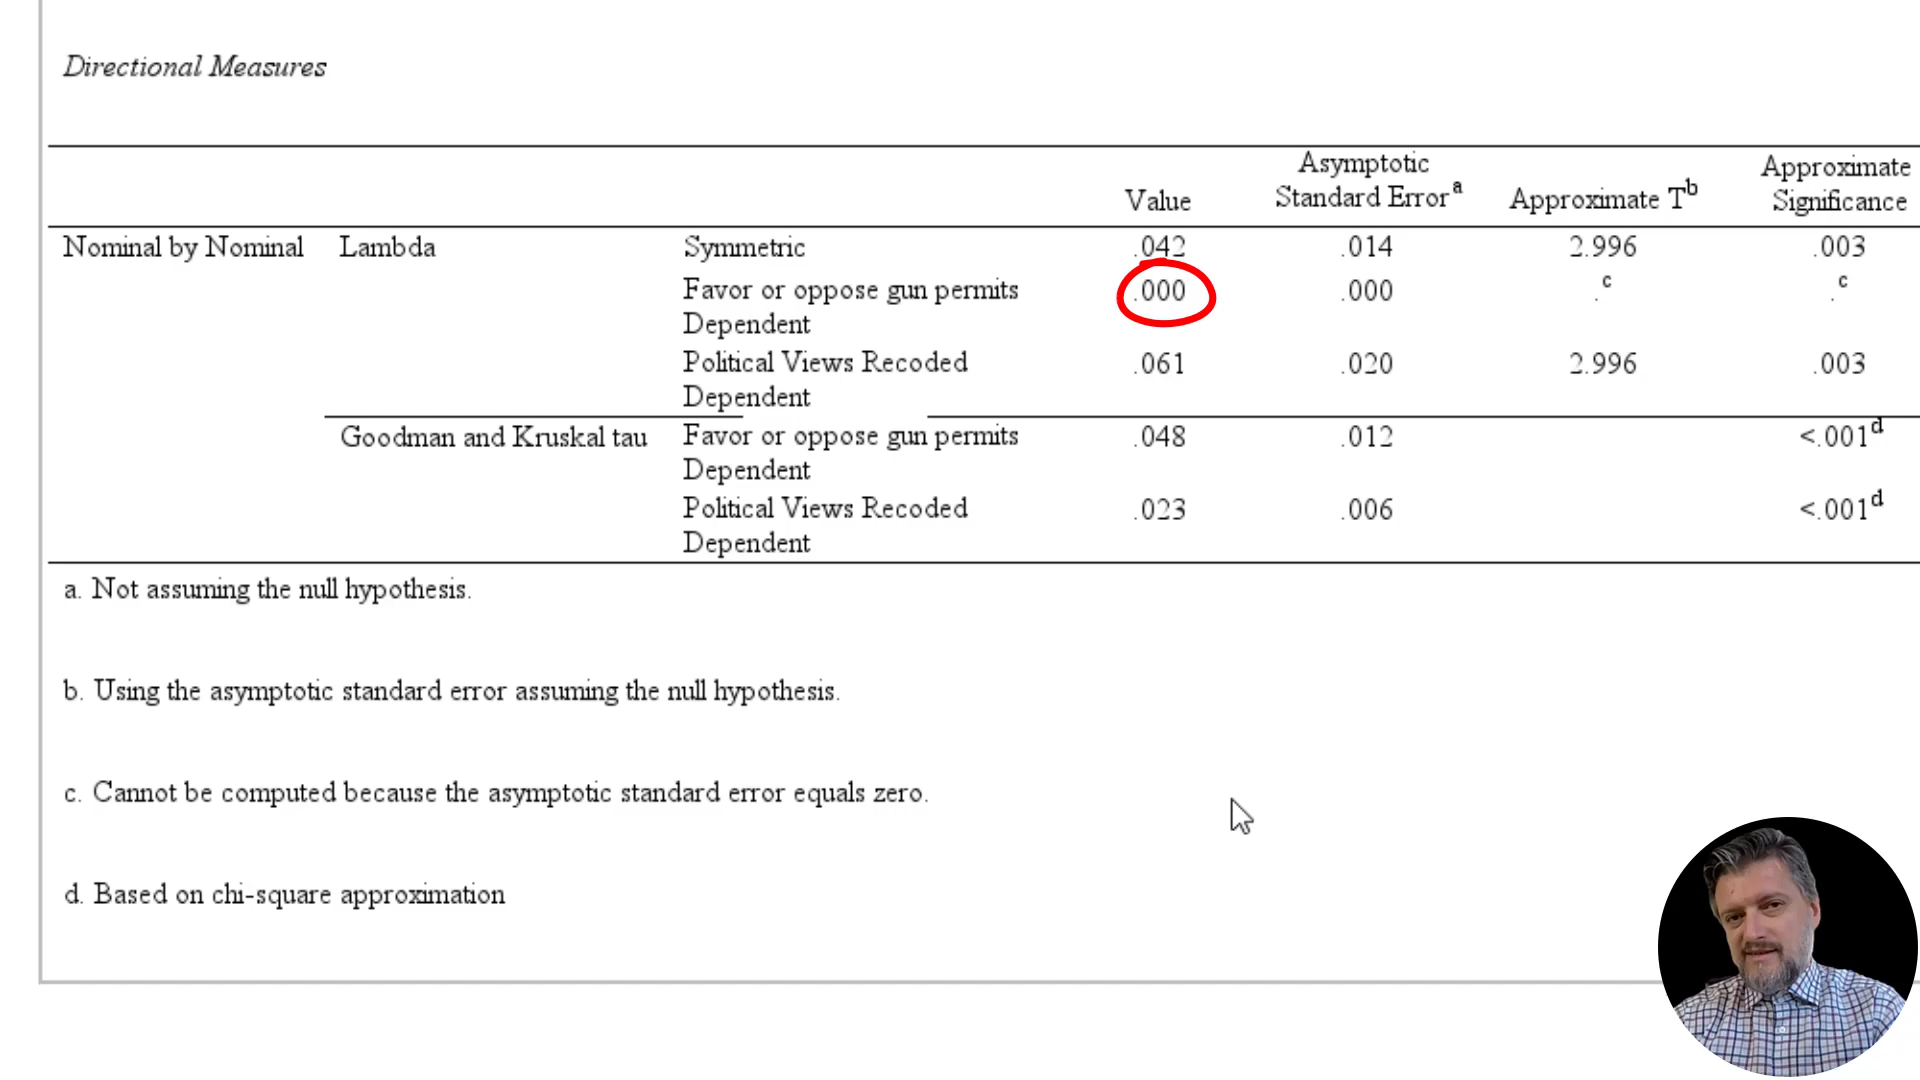 Directional Measures
Value Asymptotic Standard Error a Approximate T b Approximate Significance
Nominal by Nominal Lambda Symmetric .042 .014 2.996 .003
Favor or oppose gun permits Dependent .000 .000 . c . c
Political Views Recoded Dependent .061 .020 2.996 .003
Goodman and Kruskal tau Favor or oppose gun permits Dependent .048 .012 <.001 d
Political Views Recoded Dependent .023 .006 <.001 d
a. Not assuming the null hypothesis.
b. Using the asymptotic standard error assuming the null hypothesis.
c. Cannot be computed because the asymptotic standard error equals zero.
d. Based on chi-square approximation